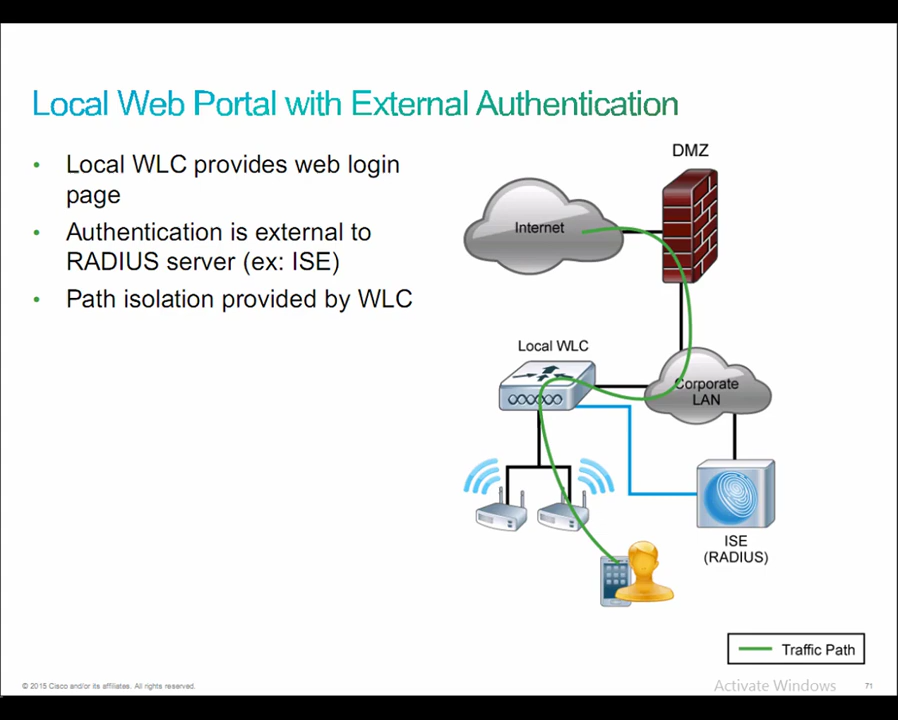 Local Web Portal with External Authentication
• Local WLC provides web login
page
• Authentication is external to
RADIUS server (ex: ISE)
• Path isolation provided by WLC
DMZ
Internet
Local WLC
Corporate
LAN
ISE
(RADIUS)
Traffic Path
© 2015 Cisco and/or its affiliates. All rights reserved.
Activate Windows
71